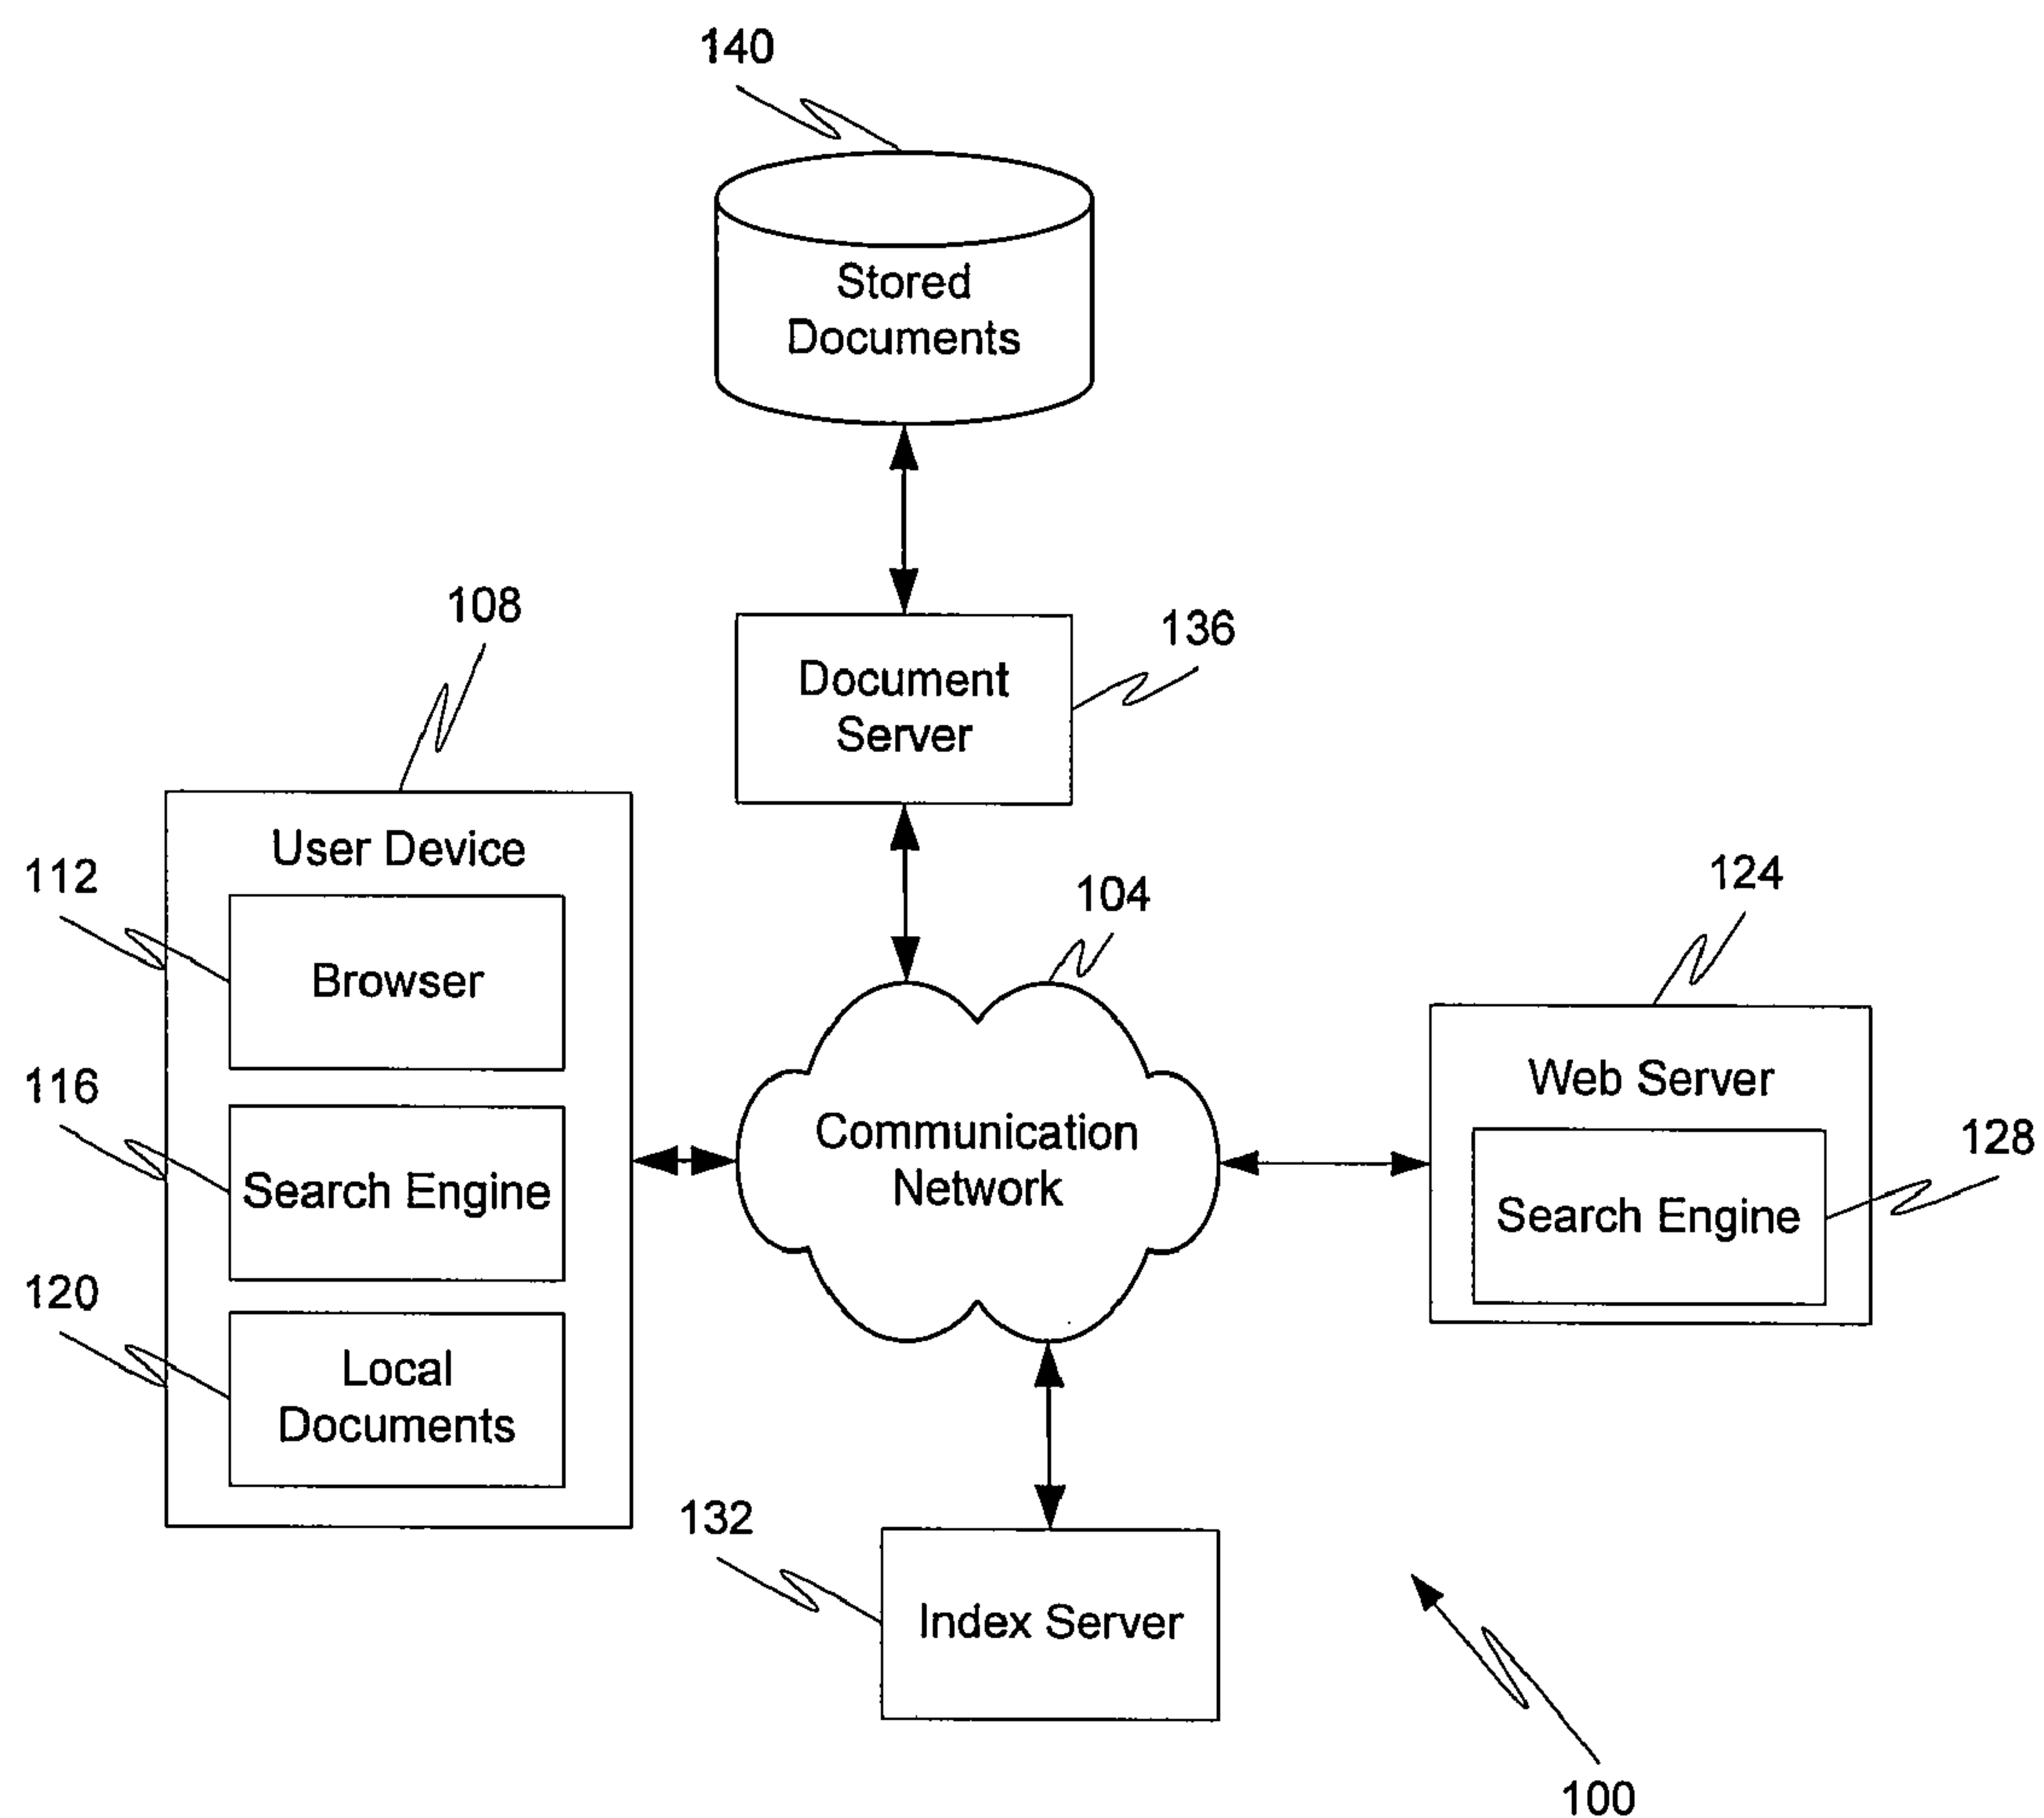 140
Stored
Documents
108
136
Document
Server
User Device
112
104
124
Browser
Web Server
116
Communication
Network
128
Search Engine
Search Engine
120
Local
Documents
132
Index Server
100